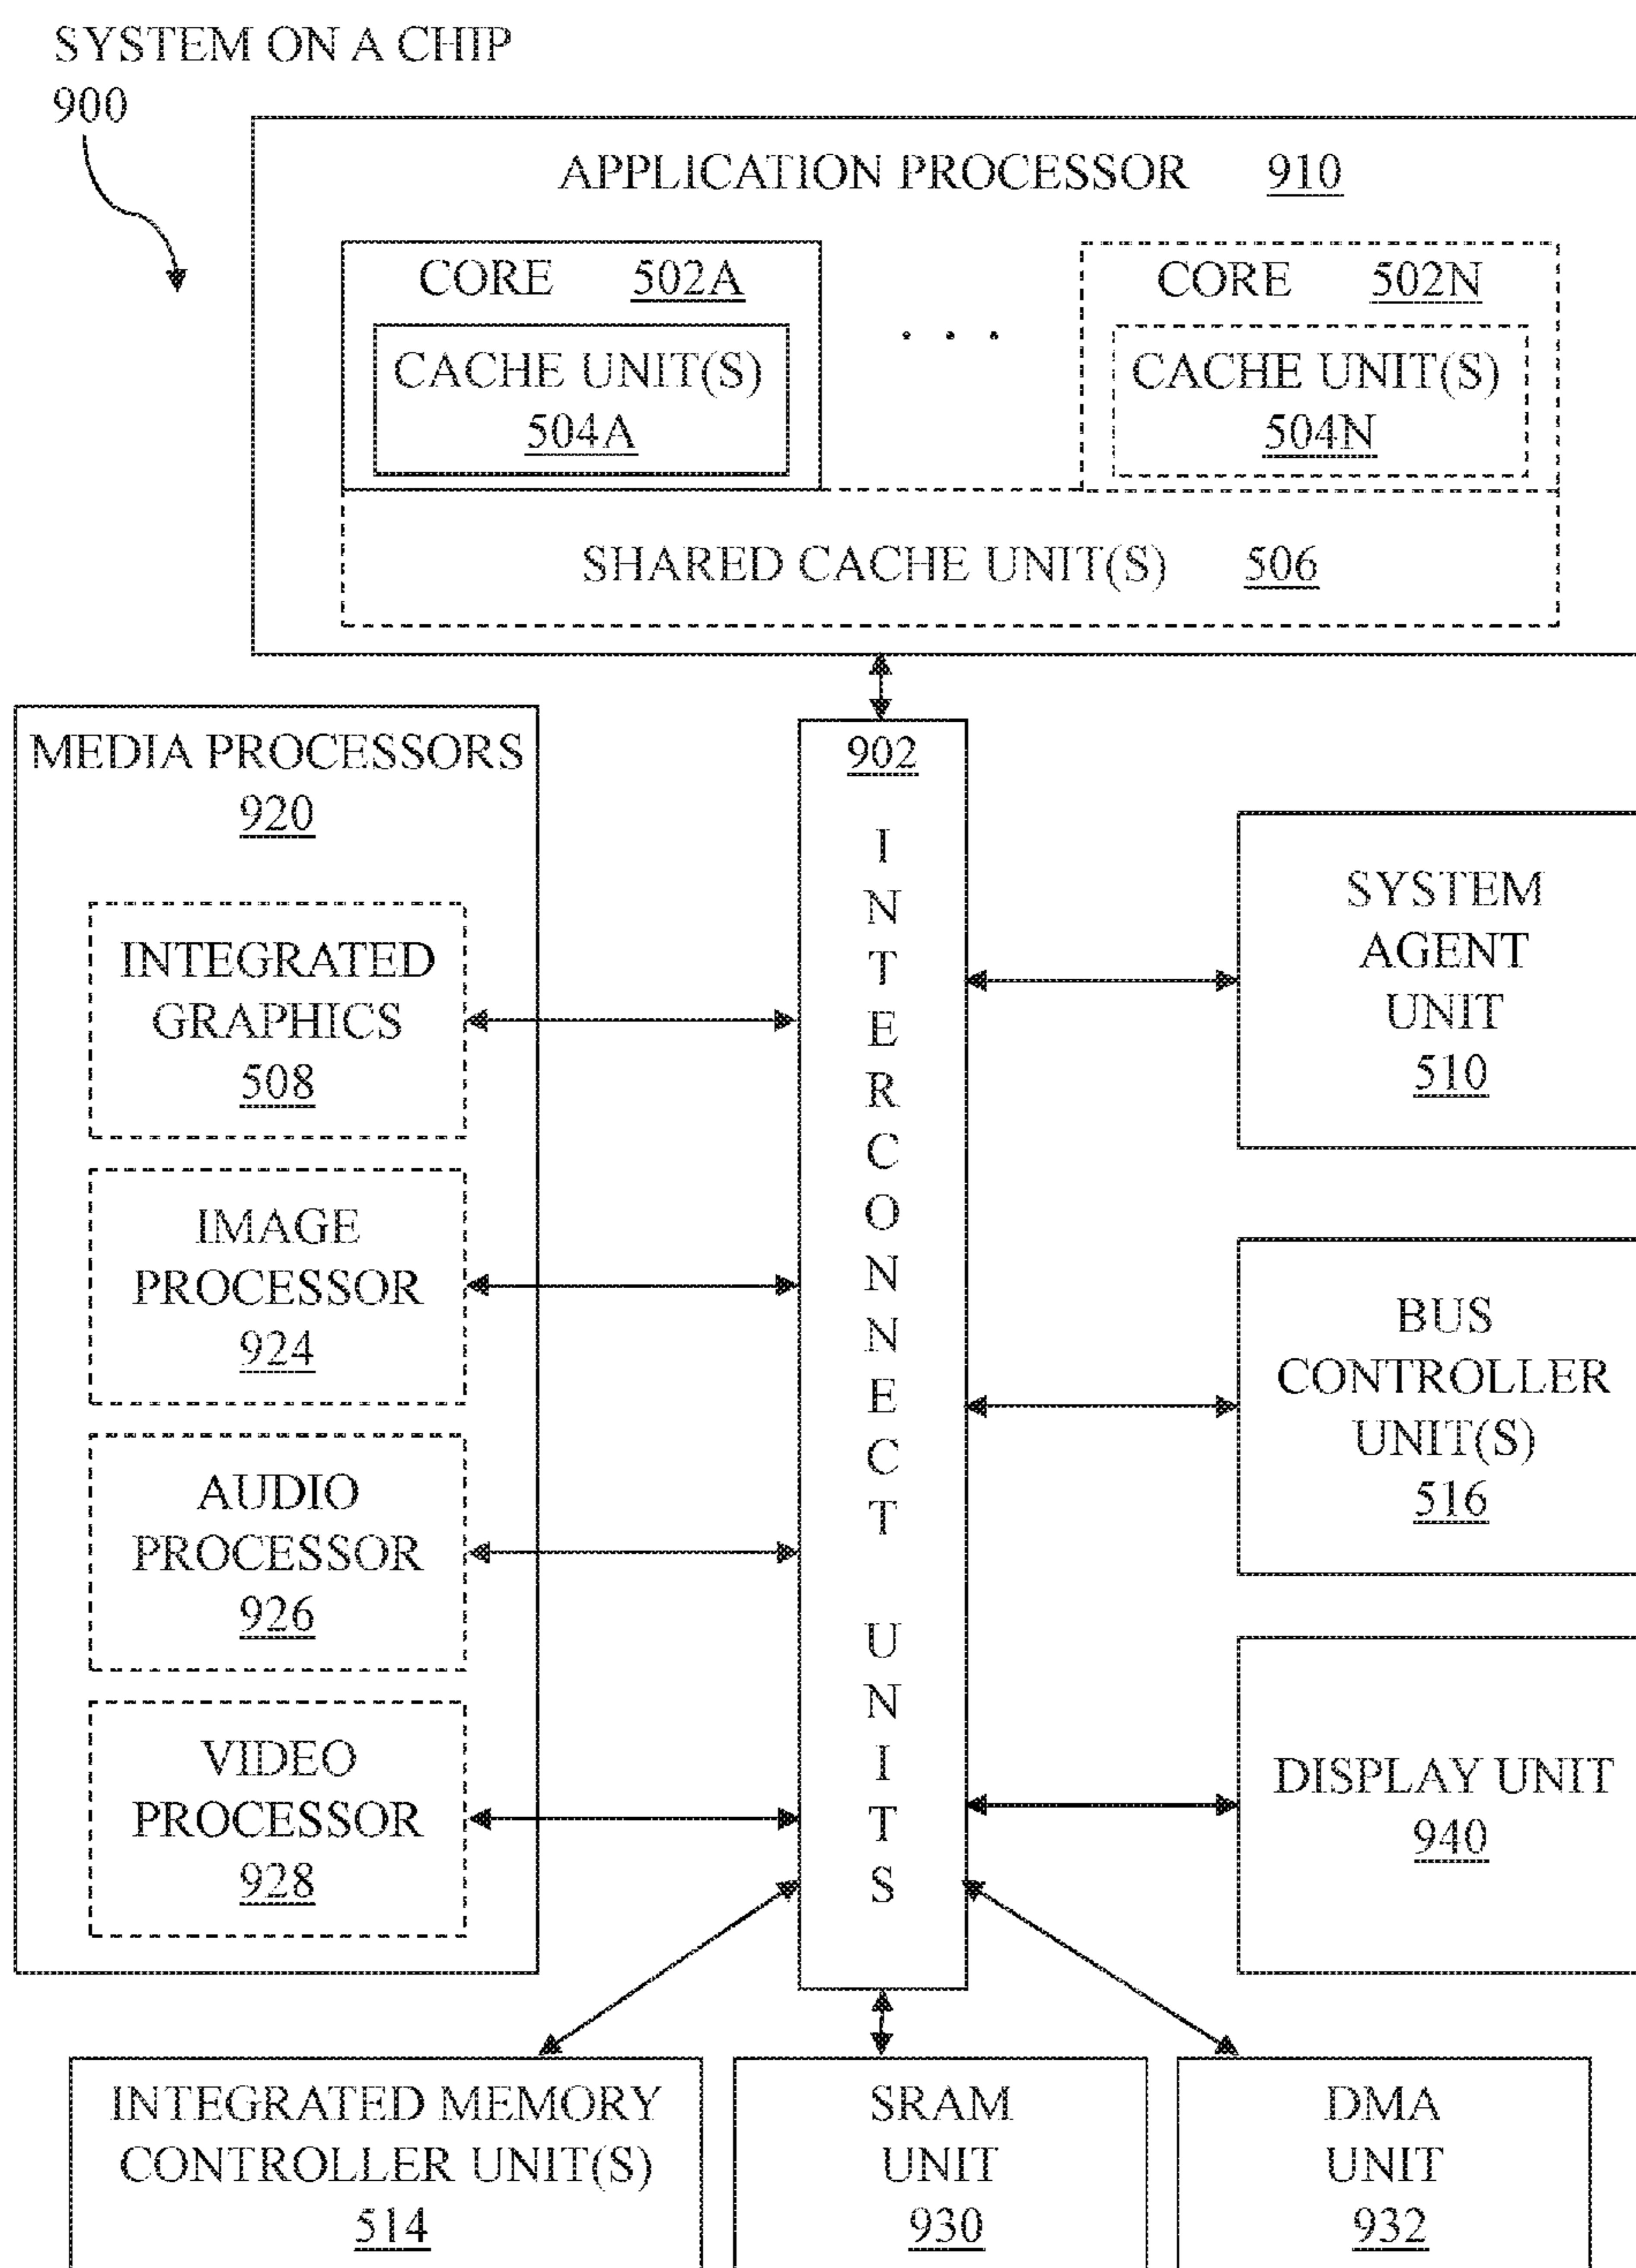 SYSTEM ON A CHIP
900
APPLICATION PROCESSOR 910
CORE 502A
CACHE UNIT(S)
504A
. . .
CORE 502N
CACHE UNIT(S)
504N
SHARED CACHE UNIT(S) 506
MEDIA PROCESSORS
920
INTEGRATED
GRAPHICS
508
IMAGE
PROCESSOR
924
AUDIO
PROCESSOR
926
VIDEO
PROCESSOR
928
902
INTERCONNECT UNITS
SYSTEM
AGENT
UNIT
510
BUS
CONTROLLER
UNIT(S)
516
DISPLAY UNIT
940
INTEGRATED MEMORY
CONTROLLER UNIT(S)
514
SRAM
UNIT
930
DMA
UNIT
932